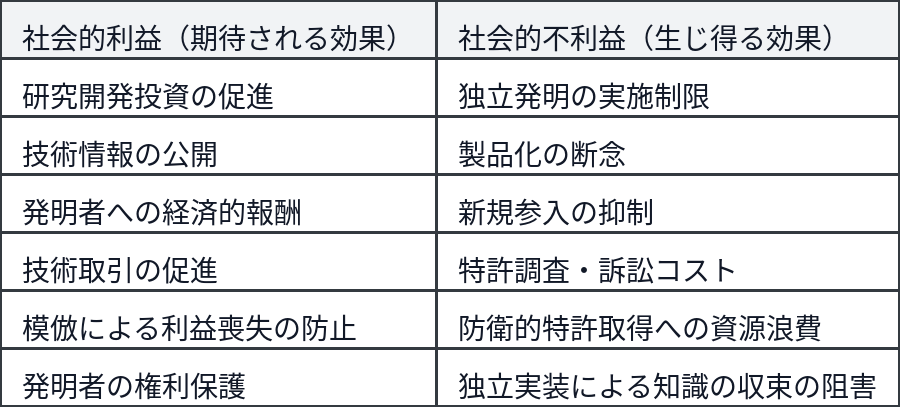 社会的利益（期待される効果） 社会的不利益（生じ得る効果）
研究開発投資の促進 独立発明の実施制限
技術情報の公開 製品化の断念
発明者への経済的報酬 新規参入の抑制
技術取引の促進 特許調査・訴訟コスト
模倣による利益喪失の防止 防衛的特許取得への資源浪費
発明者の権利保護 独立実装による知識の収束の阻害